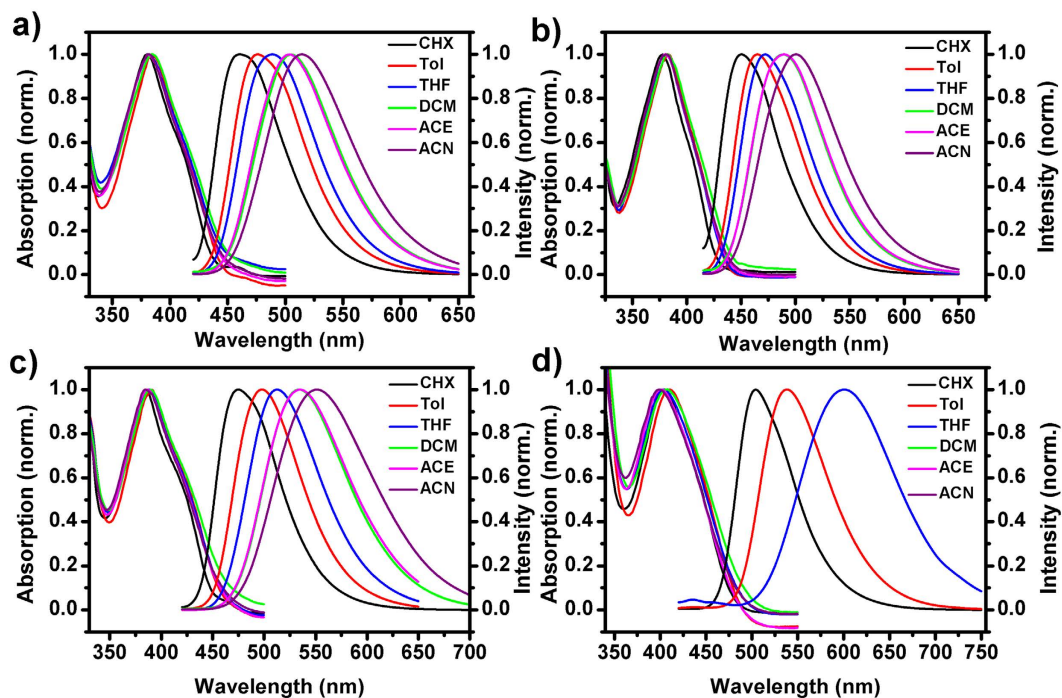 a)
Absorption (norm.)
1.0
0.8
0.6
0.4
0.2
0.0
CHX
Tol
THF
DCM
ACE
ACN
1.0
0.8
0.6
0.4
0.2
0.0
Intensity (norm.)
350 400 450 500 550 600 650
Wavelength (nm)
b)
Absorption (norm.)
1.0
0.8
0.6
0.4
0.2
0.0
CHX
Tol
THF
DCM
ACE
ACN
1.0
0.8
0.6
0.4
0.2
0.0
Intensity (norm.)
350 400 450 500 550 600 650
Wavelength (nm)
c)
Absorption (norm.)
1.0
0.8
0.6
0.4
0.2
0.0
CHX
Tol
THF
DCM
ACE
ACN
1.0
0.8
0.6
0.4
0.2
0.0
Intensity (norm.)
350 400 450 500 550 600 650 700
Wavelength (nm)
d)
Absorption (norm.)
1.0
0.8
0.6
0.4
0.2
0.0
CHX
Tol
THF
DCM
ACE
ACN
1.0
0.8
0.6
0.4
0.2
0.0
Intensity (norm.)
350 400 450 500 550 600 650 700 750
Wavelength (nm)